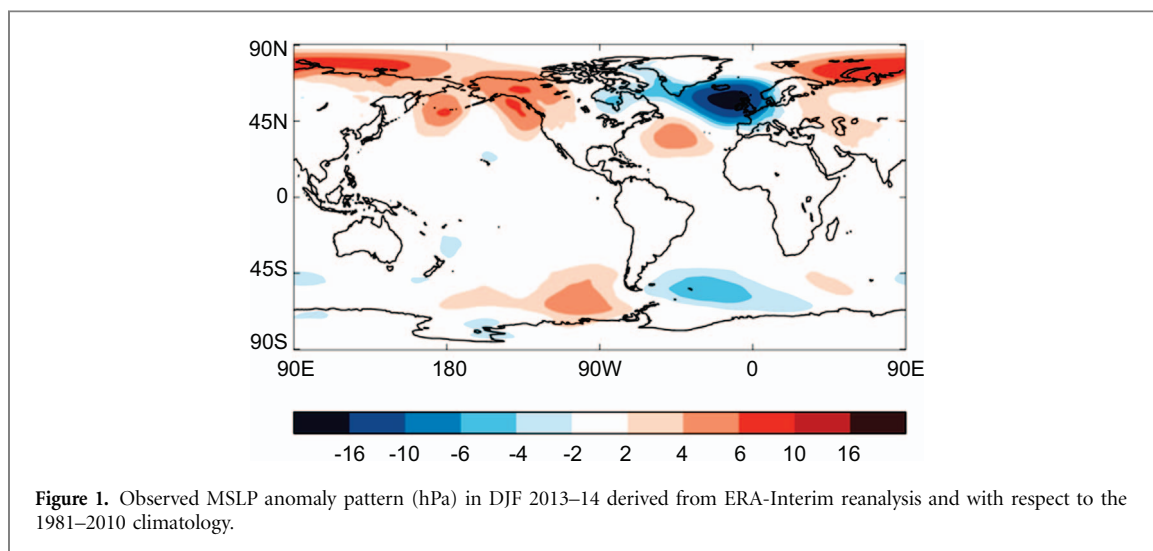 90N
45N
0
45S
90S
90E
180
90W
0
90E
-16
-10
-6
-4
-2
2
4
6
10
16
Figure 1. Observed MSLP anomaly pattern (hPa) in DJF 2013–14 derived from ERA-Interim reanalysis and with respect to the
1981–2010 climatology.